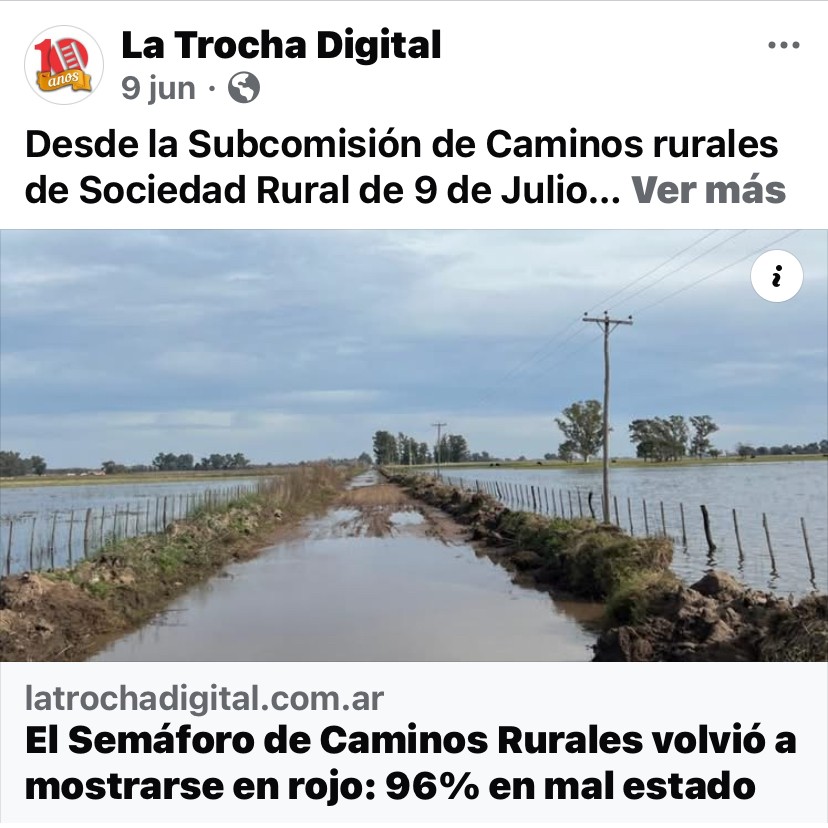 10
años
La Trocha Digital
9 jun ·
Desde la Subcomisión de Caminos rurales
de Sociedad Rural de 9 de Julio... Ver más
i
latrochadigital.com.ar
El Semáforo de Caminos Rurales volvió a
mostrarse en rojo: 96% en mal estado